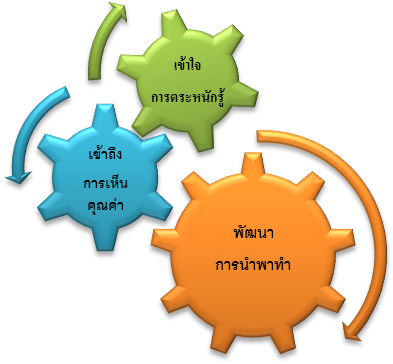 เข้าใจ
การตระหนักรู้
เข้าถึง
การเห็น
คุณค่า
พัฒนา
การนำพาทำ